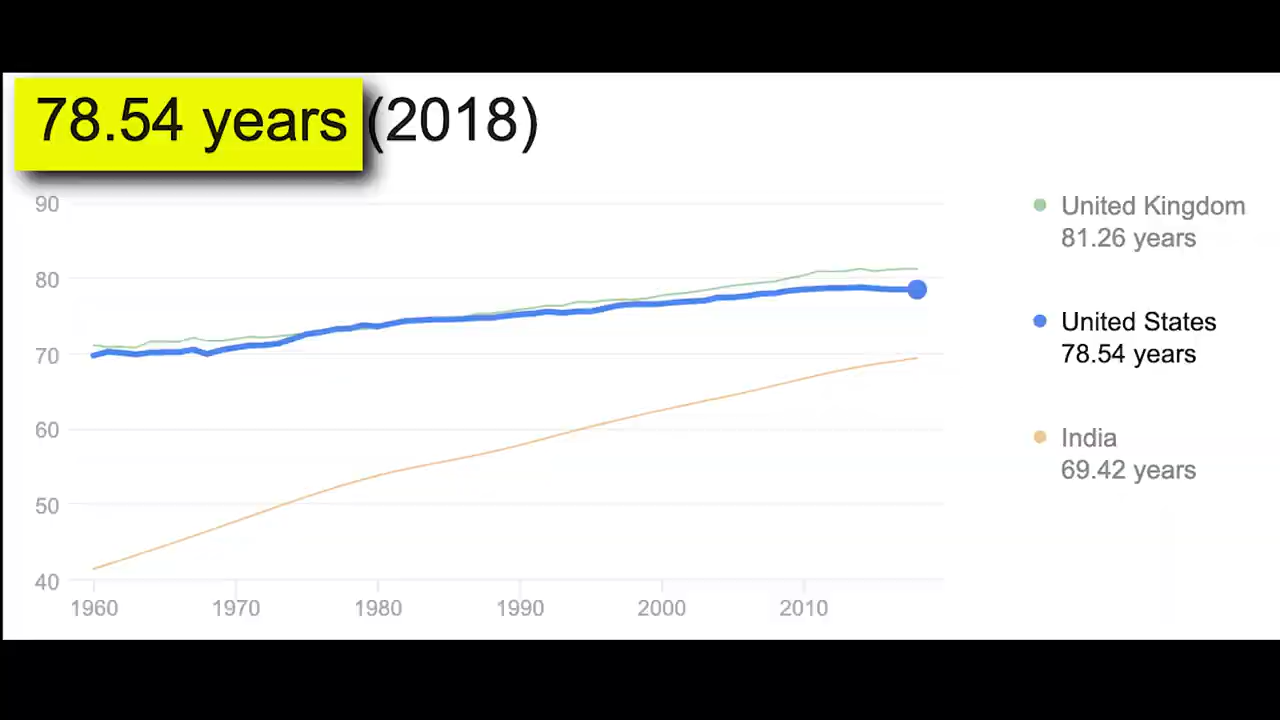 78.54 years (2018)
90
80
70
60
50
40
1960 1970 1980 1990 2000 2010
United Kingdom
81.26 years
United States
78.54 years
India
69.42 years